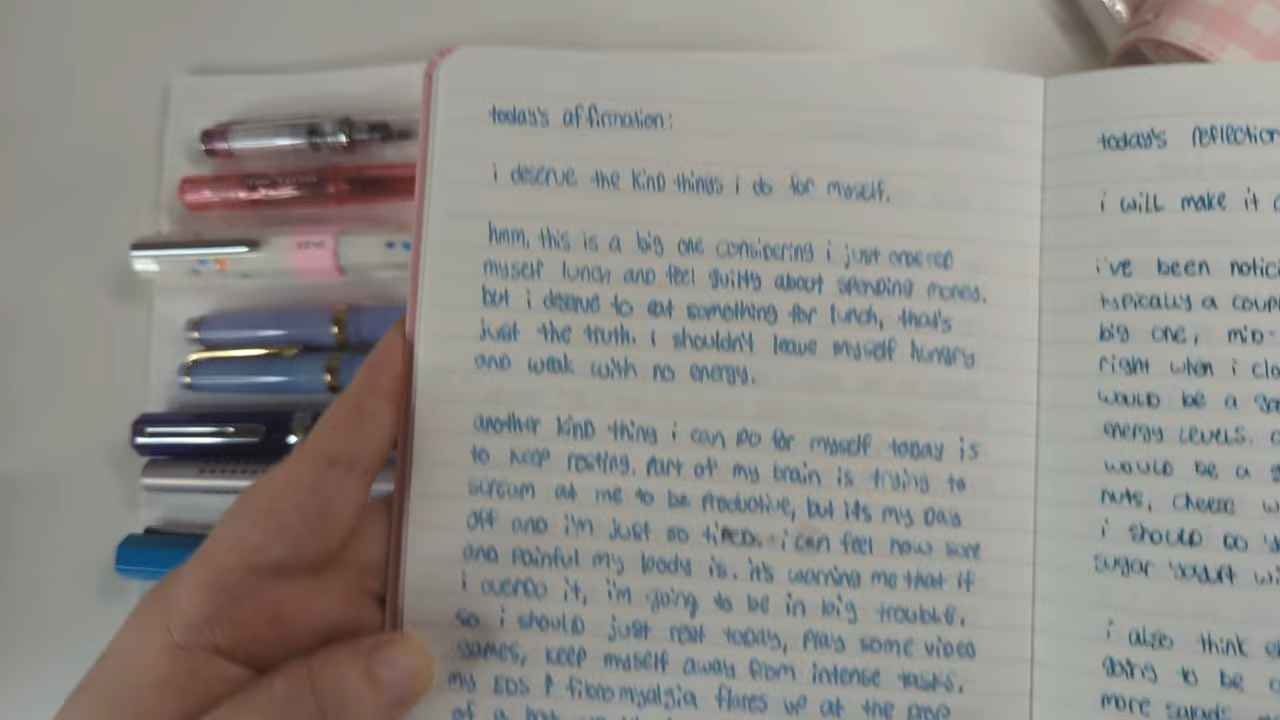 today's affirmation:
i deserve the kind things i do for myself.
hmm, this is a big one considering i just ordered
myself lunch and feel guilty about spending money.
but i deserve to eat something for lunch, that's
just the truth. i shouldn't leave myself hungry
and weak with no energy.
another kind thing i can do for myself today is
to keep resting. part of my brain is trying to
scream at me to be productive, but its my day
off and i'm just so tired. i can feel how sore
and painful my body is. it's warning me that if
i overdo it, i'm going to be in big trouble.
so i should just rest today, play some video
games, keep myself away from intense tasks.
my EDS & fibromyalgia flares up at the drop
of a hat
today's reflection
i will make it
i've been notici
typically a coup
big one, mid-
right when i clo
would be a
energy levels.
would be a
nuts, cheese w
i should do
sugar yogurt wi
i also think
going to be
more salads